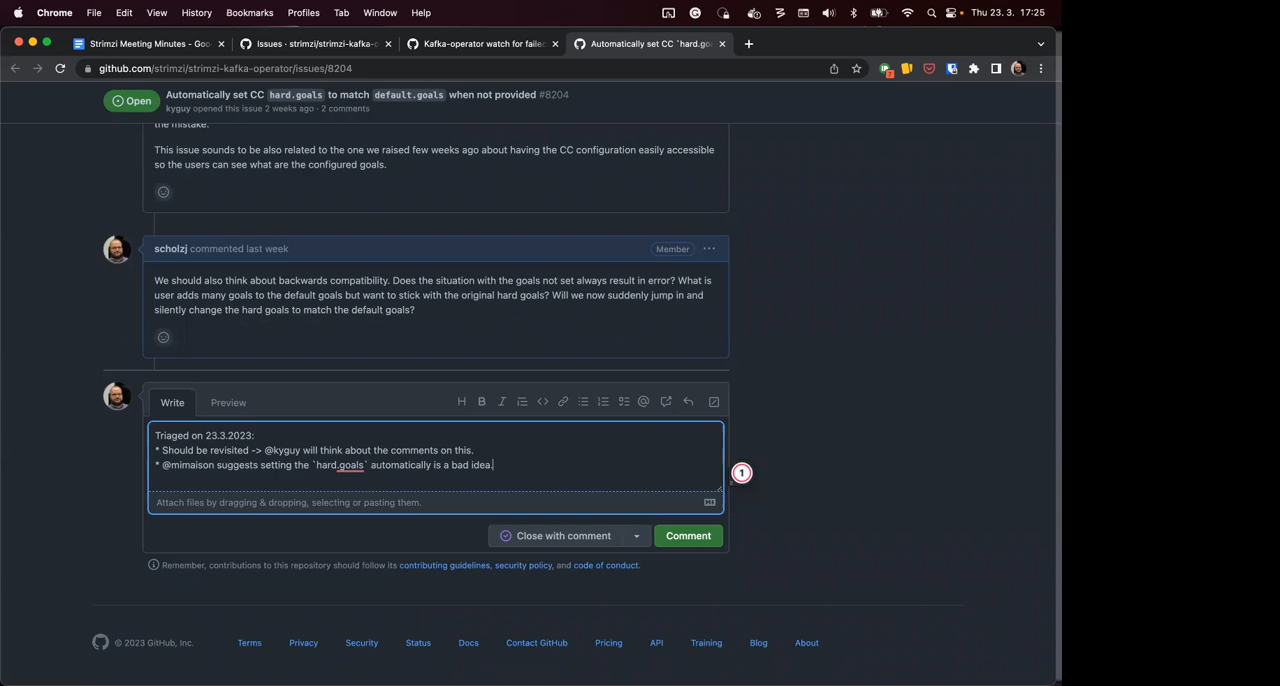 Chrome File Edit View History Bookmarks Profiles Tab Window Help Thu 23. 3. 17:25
Strimzi Meeting Minutes - Goo
Issues · strimzi/strimzi-kafka-o
Kafka-operator watch for failed
Automatically set CC `hard.goa
github.com/strimzi/strimzi-kafka-operator/issues/8204
7
Open
Automatically set CC hard.goals to match default.goals when not provided #8204
kyguy opened this issue 2 weeks ago · 2 comments
the mistake.
This issue sounds to be also related to the one we raised few weeks ago about having the CC configuration easily accessible
so the users can see what are the configured goals.
scholzj commented last week
Member
We should also think about backwards compatibility. Does the situation with the goals not set always result in error? What is
user adds many goals to the default goals but want to stick with the original hard goals? Will we now suddenly jump in and
silently change the hard goals to match the default goals?
Write Preview
Triaged on 23.3.2023:
* Should be revisited -> @kyguy will think about the comments on this.
* @mimaison suggests setting the `hard.goals` automatically is a bad idea.
1
Attach files by dragging & dropping, selecting or pasting them.
Close with comment
Comment
Remember, contributions to this repository should follow its contributing guidelines, security policy, and code of conduct.
© 2023 GitHub, Inc. Terms Privacy Security Status Docs Contact GitHub Pricing API Training Blog About